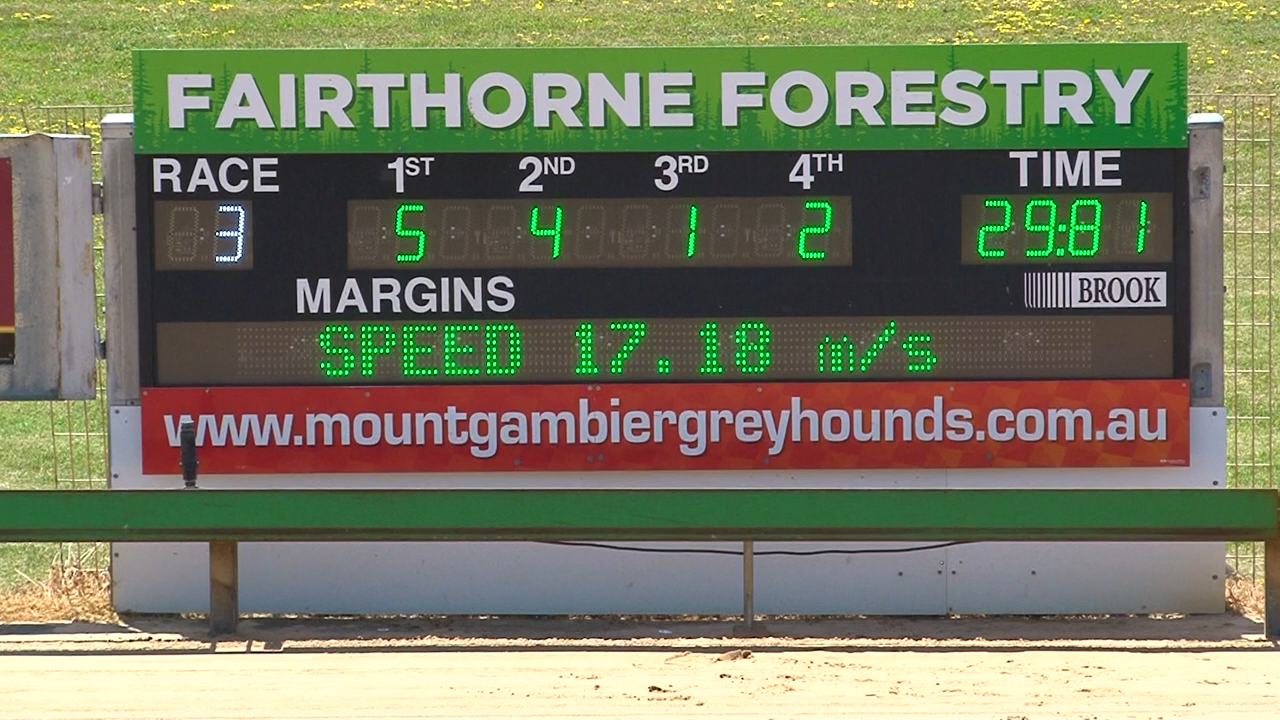 FAIRTHORNE FORESTRY
RACE 1ST 2ND 3RD 4TH TIME
3 5 4 1 2 29:81
MARGINS BROOK
SPEED 17.18 m/s
www.mountgambiergreyhounds.com.au